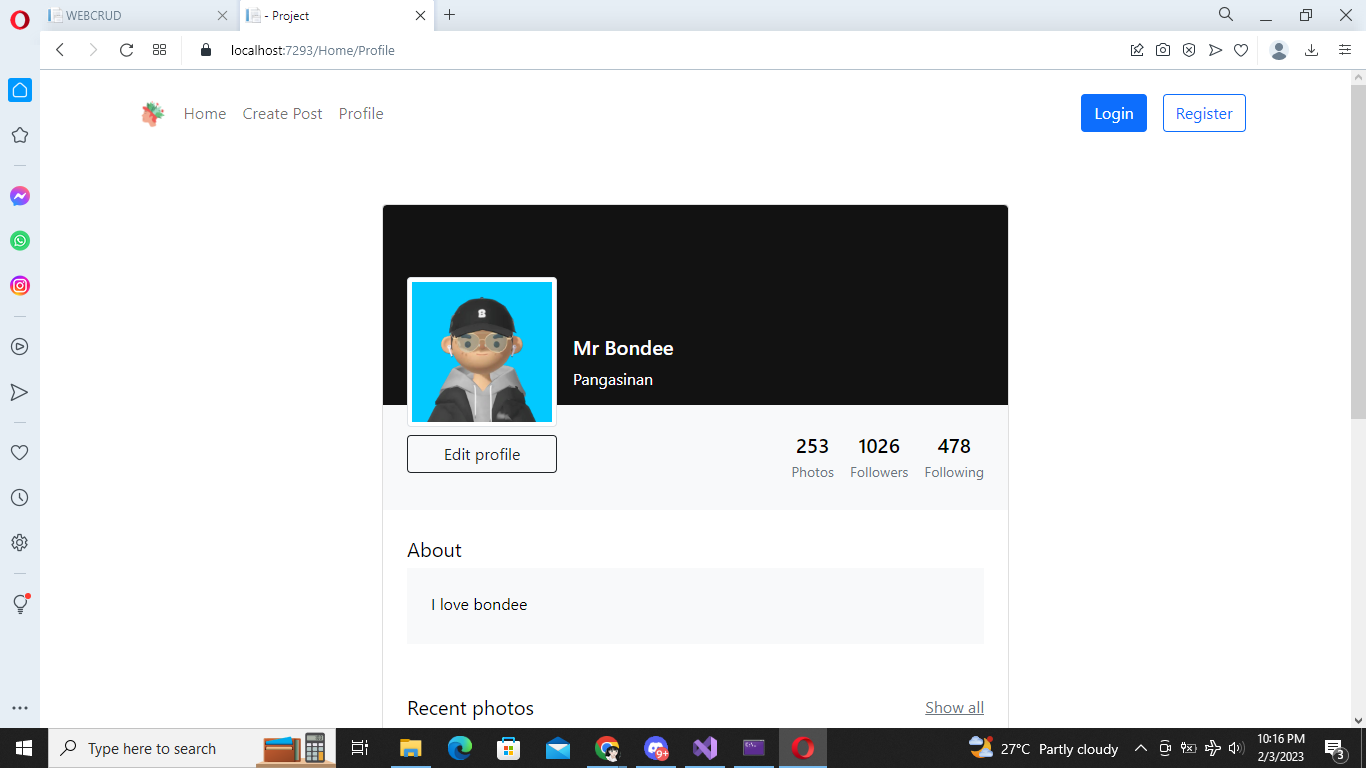 WEBCRUD
- Project
localhost:7293/Home/Profile
Home Create Post Profile
Login Register
B
Mr Bondee
Pangasinan
Edit profile
253 1026 478
Photos Followers Following
About
I love bondee
Recent photos Show all
Type here to search
9+
27°C Partly cloudy
10:16 PM
2/3/2023
3